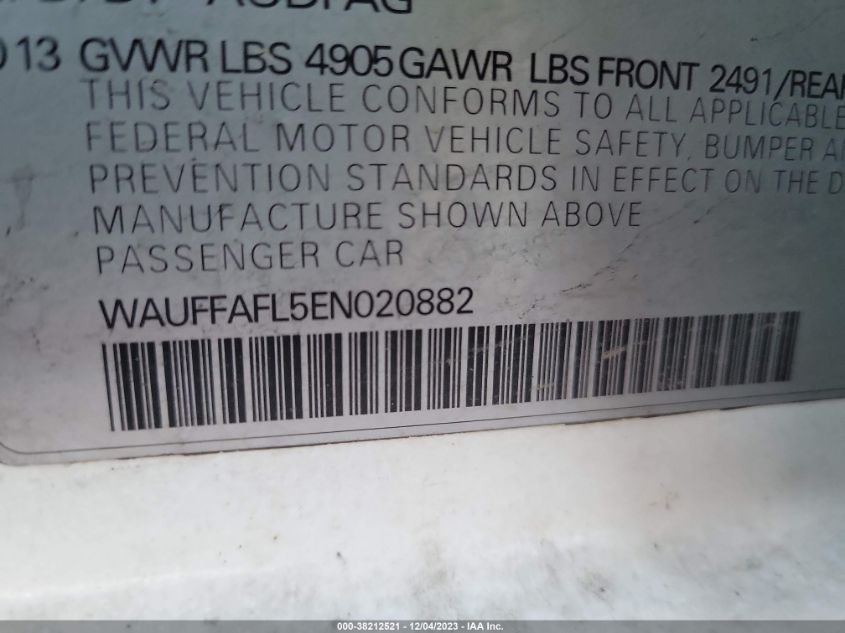 AUDI AG
013 GVWR LBS 4905 GAWR LBS FRONT 2491/REAR
THIS VEHICLE CONFORMS TO ALL APPLICABLE
FEDERAL MOTOR VEHICLE SAFETY, BUMPER A
PREVENTION STANDARDS IN EFFECT ON THE D
MANUFACTURE SHOWN ABOVE
PASSENGER CAR
WAUFFAFL5EN020882
000-38212521 - 12/04/2023 - IAA Inc.